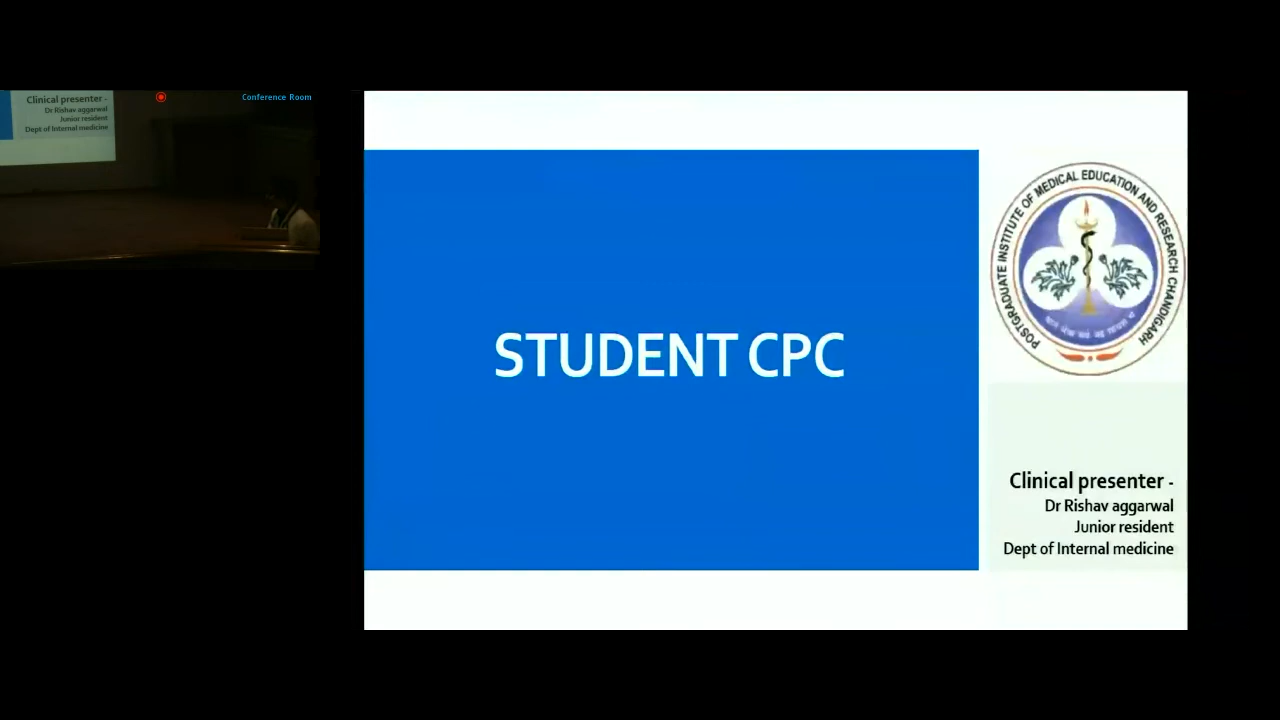 Clinical presenter -
Dr Rishav aggarwal
Junior resident
Dept of Internal medicine
Conference Room
STUDENT CPC
POSTGRADUATE INSTITUTE OF MEDICAL EDUCATION AND RESEARCH CHANDIGARH
Clinical presenter -
Dr Rishav aggarwal
Junior resident
Dept of Internal medicine